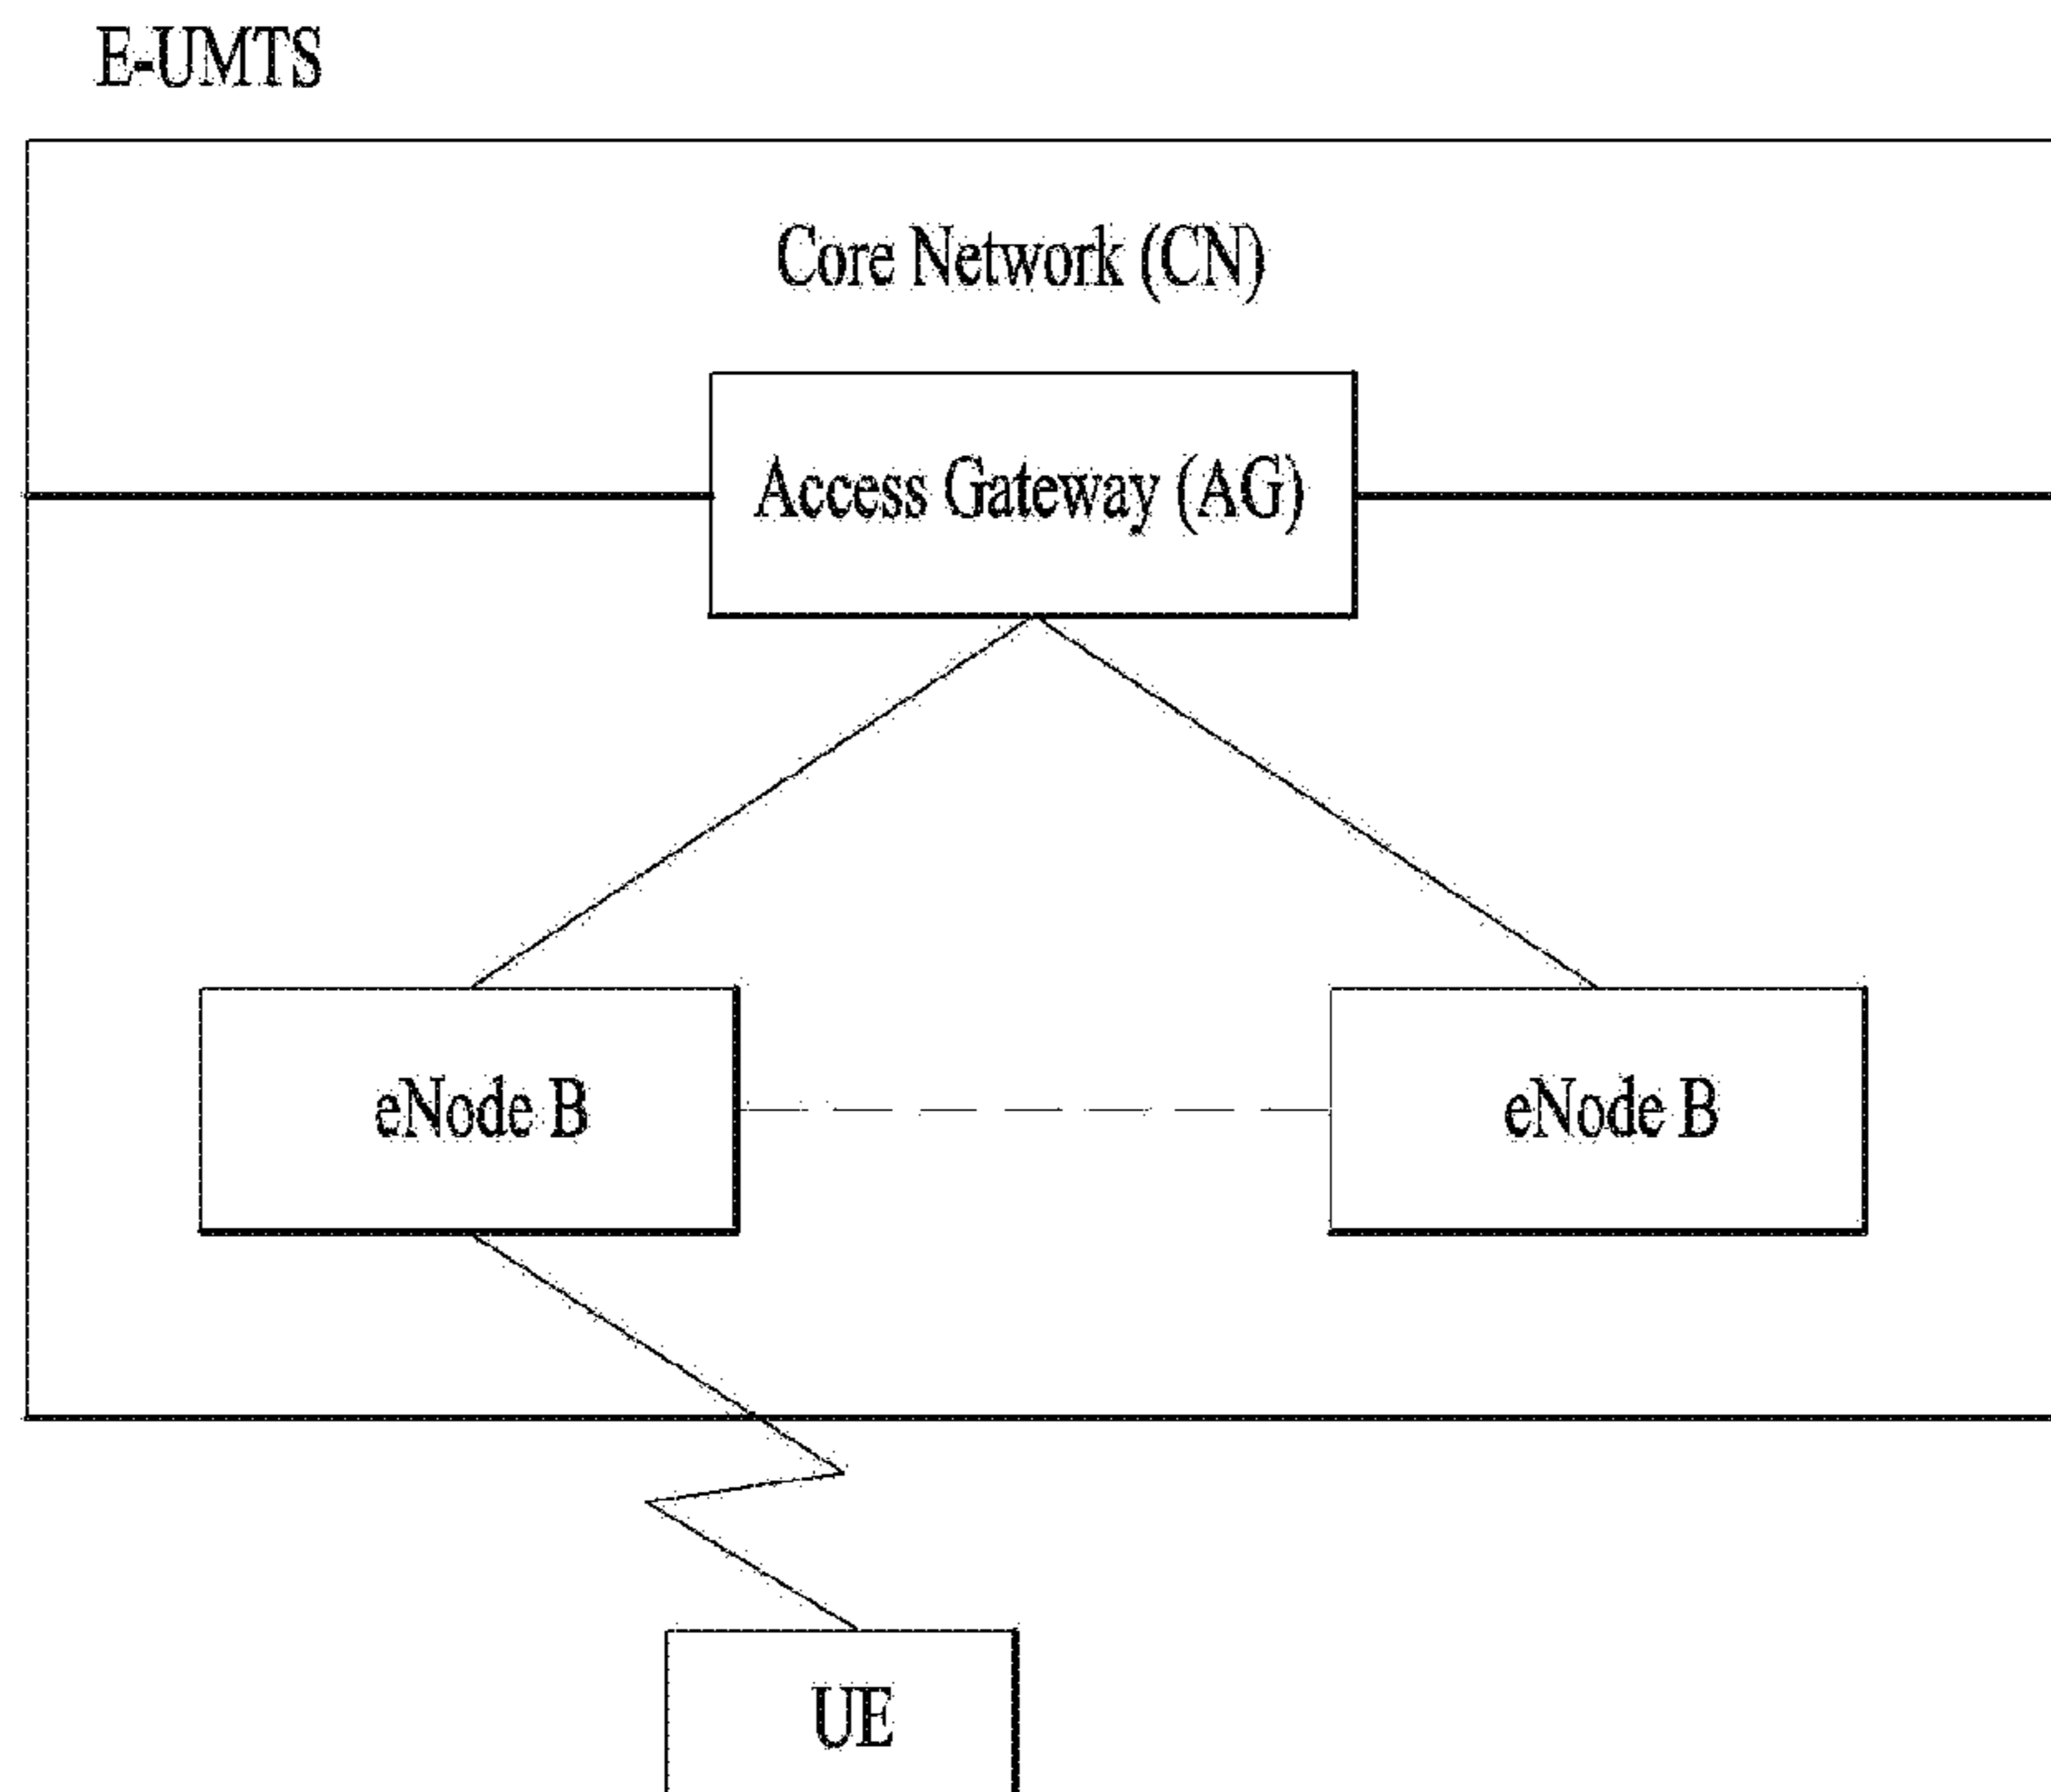 E-UMTS
Core Network (CN)
Access Gateway (AG)
eNode B
eNode B
UE